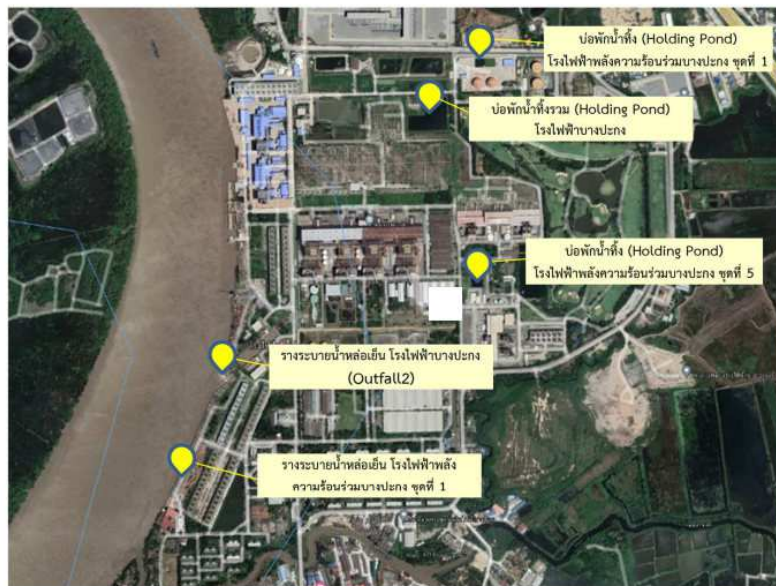 บ่อพักน้ำทิ้ง (Holding Pond)
โรงไฟฟ้าพลังความร้อนร่วมบางปะกง ชุดที่ 1
บ่อพักน้ำทิ้งรวม (Holding Pond)
โรงไฟฟ้าบางปะกง
บ่อพักน้ำทิ้ง (Holding Pond)
โรงไฟฟ้าพลังความร้อนร่วมบางปะกง ชุดที่ 5
รางระบายน้ำหล่อเย็น โรงไฟฟ้าบางปะกง
(Outfall2)
รางระบายน้ำหล่อเย็น โรงไฟฟ้าพลัง
ความร้อนร่วมบางปะกง ชุดที่ 1